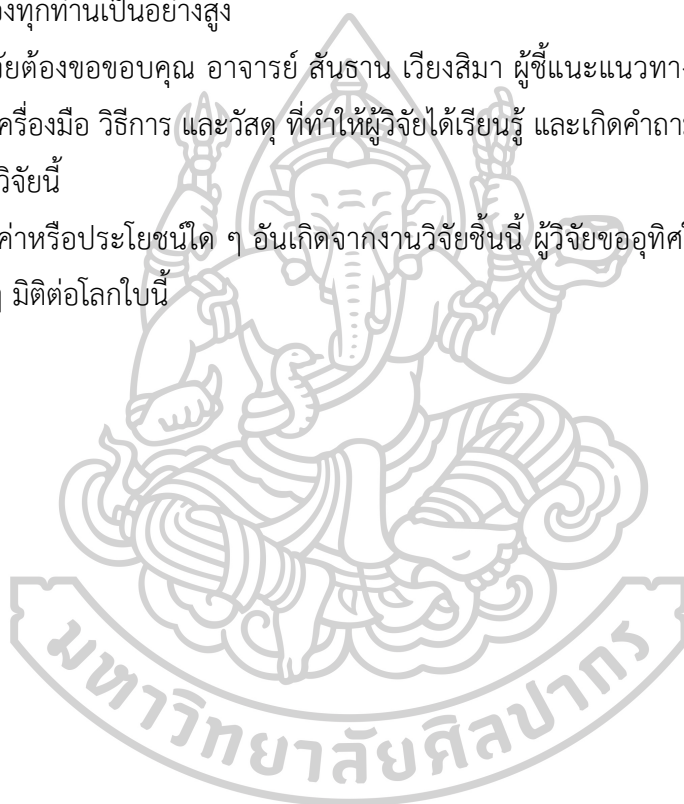 องทุกท่านเป็นอย่างสูง
ัยต้องขอขอบคุณ อาจารย์ สันธาน เวียงสิมา ผู้ชี้แนะแนวทาง
ครื่องมือ วิธีการ และวัสดุ ที่ทำให้ผู้วิจัยได้เรียนรู้ และเกิดคำถา
วิจัยนี้
ค่าหรือประโยชน์ใด ๆ อันเกิดจากงานวิจัยชิ้นนี้ ผู้วิจัยขออุทิศ
ๆ มิติต่อโลกใบนี้
มหาวิทยาลัยศิลปากร